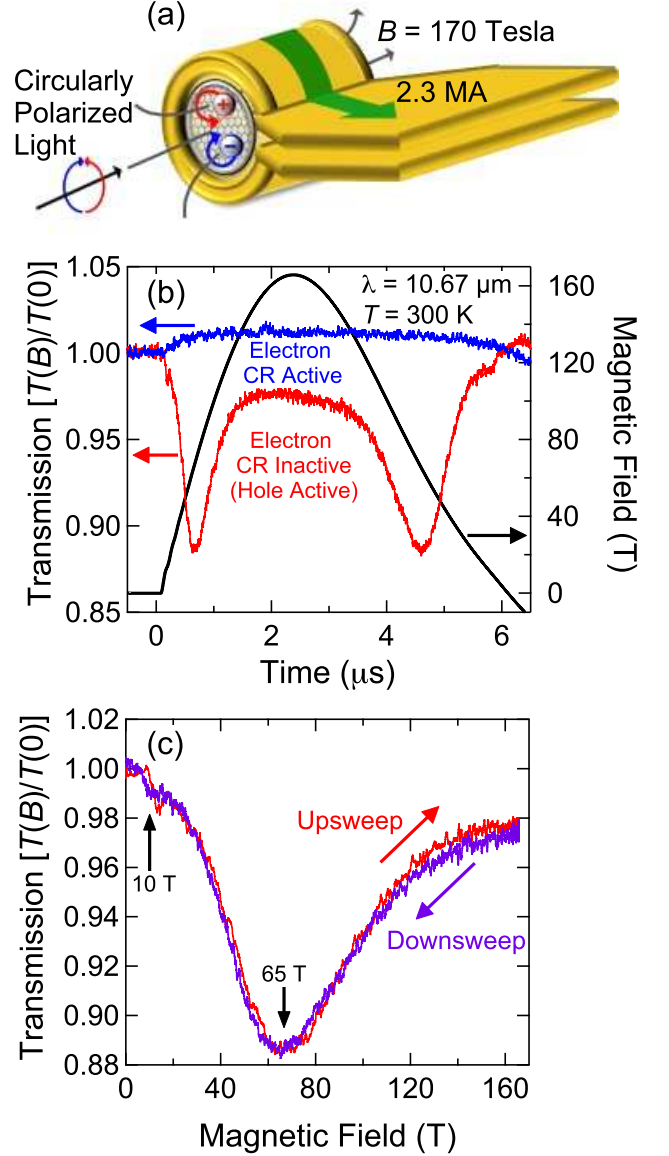 (a)
B = 170 Tesla
Circularly
Polarized
Light
2.3 MA
+
−
Transmission [T(B)/T(0)]
1.05
1.00
0.95
0.90
0.85
(b)
λ = 10.67 μm
T = 300 K
Electron
CR Active
Electron
CR Inactive
(Hole Active)
160
120
80
40
0
Magnetic Field (T)
0
2
4
6
Time (μs)
Transmission [T(B)/T(0)]
1.02
1.00
0.98
0.96
0.94
0.92
0.90
0.88
(c)
Upsweep
10 T
Downsweep
65 T
0
40
80
120
160
Magnetic Field (T)